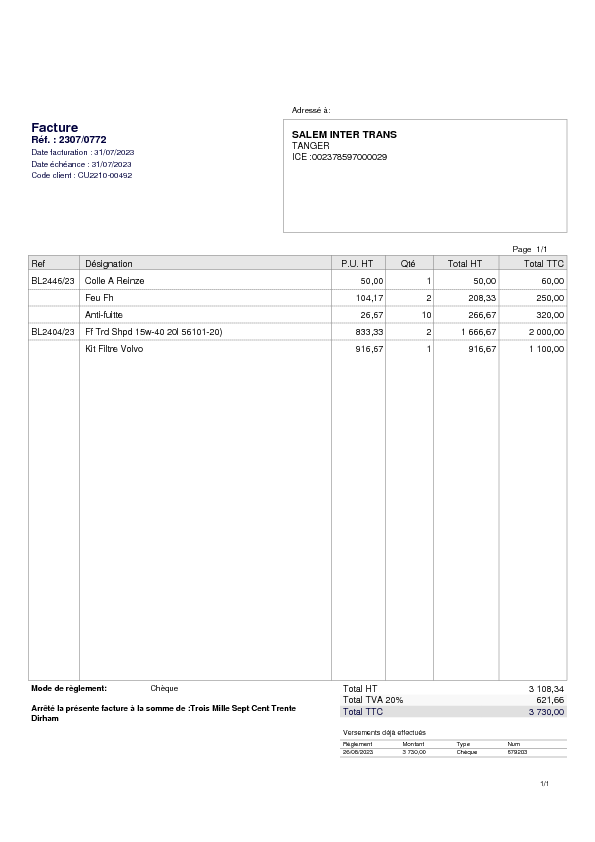 Adressé à:
Facture
Réf. : 2307/0772
Date facturation : 31/07/2023
Date échéance : 31/07/2023
Code client : CU2210-00492
SALEM INTER TRANS
TANGER
ICE :002378597000029
Page 1/1
Ref Désignation P.U. HT Qté Total HT Total TTC
BL2446/23 Colle A Reinze 50,00 1 50,00 60,00
Feu Fh 104,17 2 208,33 250,00
Anti-fuitte 26,67 10 266,67 320,00
BL2404/23 Ff Trd Shpd 15w-40 20l 56101-20) 833,33 2 1 666,67 2 000,00
Kit Filtre Volvo 916,67 1 916,67 1 100,00
Mode de règlement: Chèque
Total HT 3 108,34
Total TVA 20% 621,66
Total TTC 3 730,00
Arrêté la présente facture à la somme de :Trois Mille Sept Cent Trente
Dirham
Versements déjà effectués
Règlement Montant Type Num
26/08/2023 3 730,00 Chèque 679203
1/1